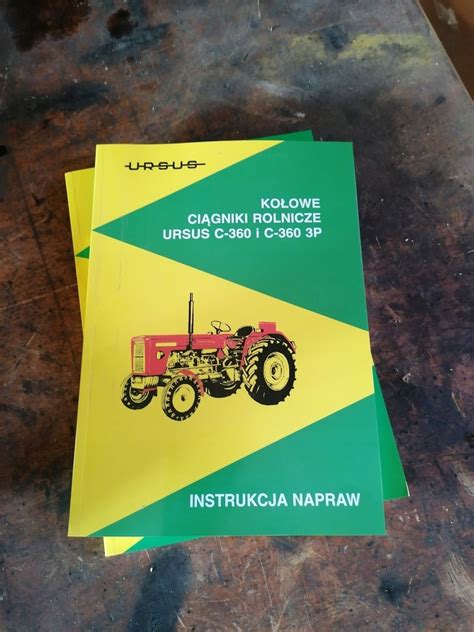 URSUS
KOŁOWE
CIĄGNIKI ROLNICZE
URSUS C-360 i C-360 3P
INSTRUKCJA NAPRAW